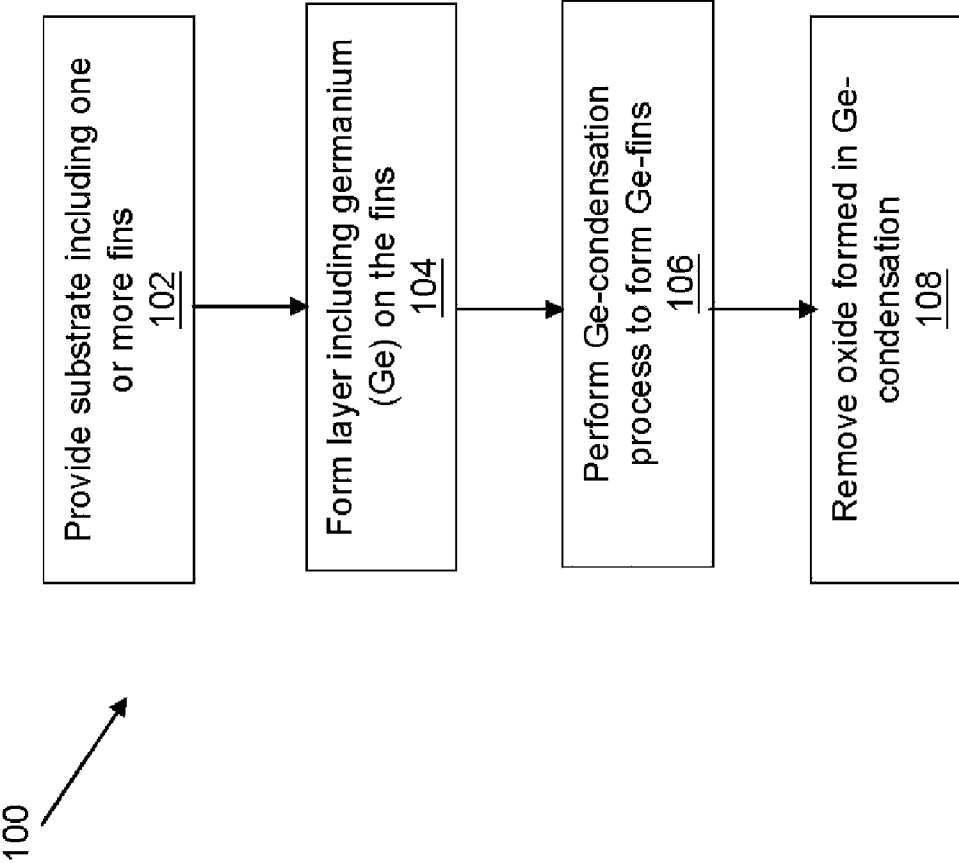 100
Provide substrate including one
or more fins
102
Form layer including germanium
(Ge) on the fins
104
Perform Ge-condensation
process to form Ge-fins
106
Remove oxide formed in Ge-
condensation
108